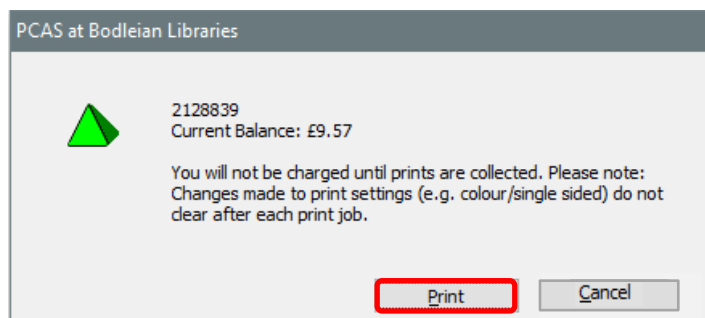 PCAS at Bodleian Libraries
2128839
Current Balance: £9.57
You will not be charged until prints are collected. Please note:
Changes made to print settings (e.g. colour/single sided) do not
clear after each print job.
Print Cancel